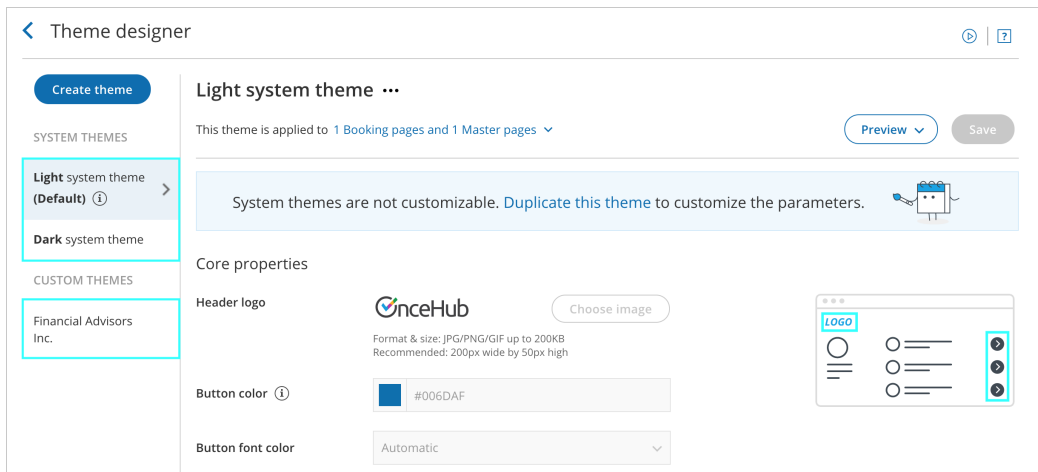 Theme designer
?
Create theme
SYSTEM THEMES
Light system theme
(Default) i
Dark system theme
CUSTOM THEMES
Financial Advisors
Inc.
Light system theme ···
This theme is applied to 1 Booking pages and 1 Master pages
Preview
Save
System themes are not customizable. Duplicate this theme to customize the parameters.
Core properties
Header logo
OnceHub
Choose image
Format & size: JPG/PNG/GIF up to 200KB
Recommended: 200px wide by 50px high
LOGO
Button color i
#006DAF
Button font color
Automatic